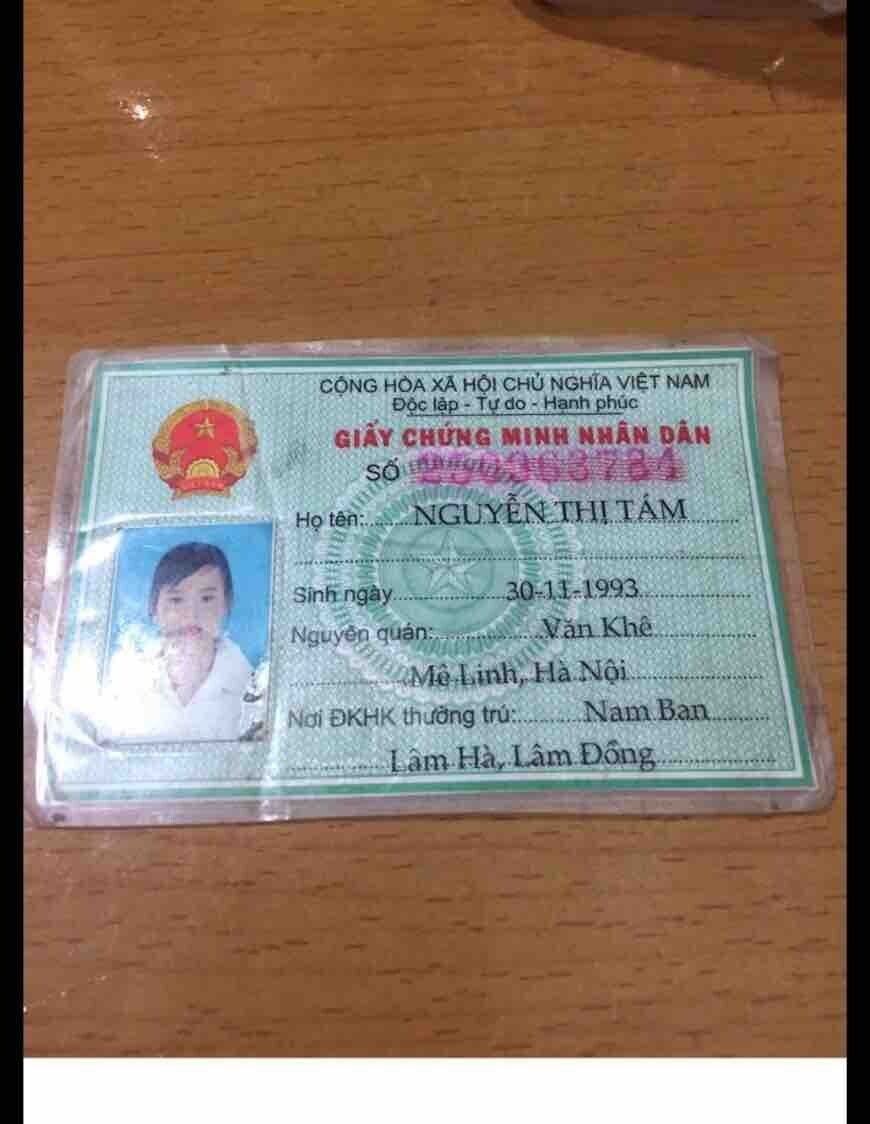 CỘNG HÒA XÃ HỘI CHỦ NGHĨA VIỆT NAM
Độc lập - Tự do - Hạnh phúc
GIẤY CHỨNG MINH NHÂN DÂN
SỐ
Họ tên: NGUYỄN THỊ TÁM
Sinh ngày 30-11-1993
Nguyên quán: Văn Khê
Mê Linh, Hà Nội
Nơi ĐKHK thường trú: Nam Ban
Lâm Hà, Lâm Đồng